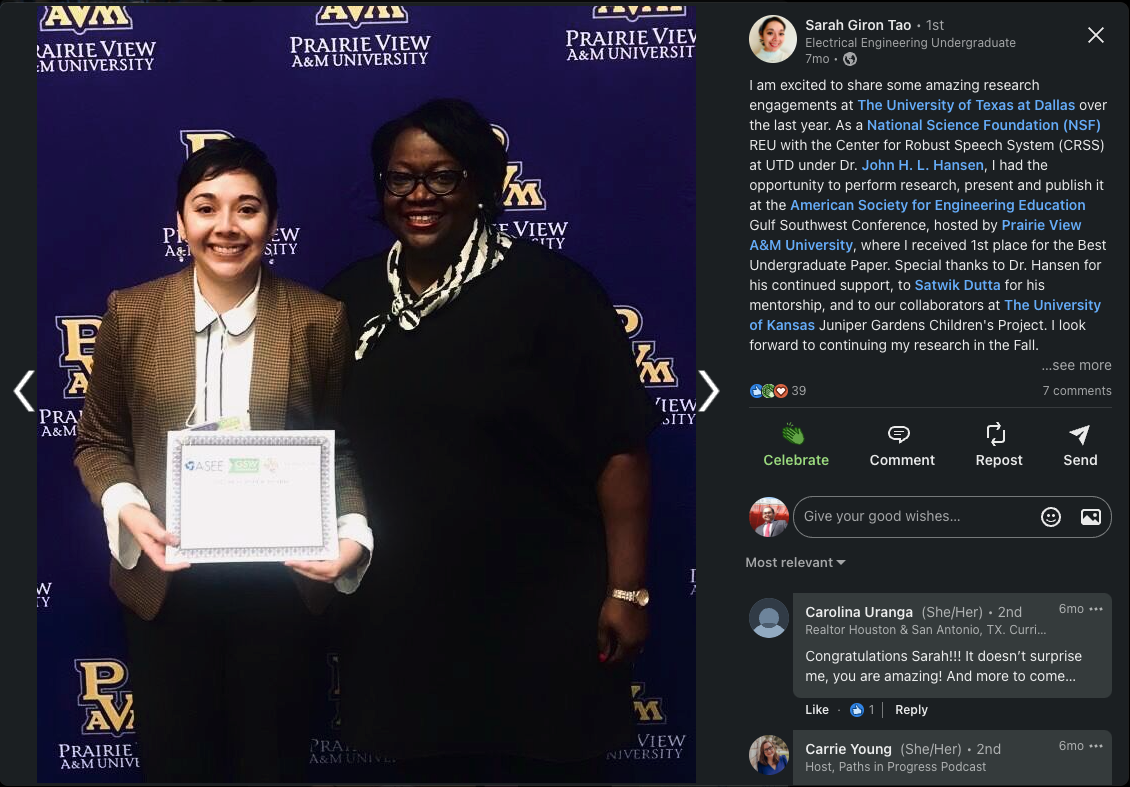 PVAM
PRAIRIE VIEW
A&M UNIVERSITY
PRAIRIE VIEW
A&M UNIVERSITY
ASEE GSW
Sarah Giron Tao • 1st
Electrical Engineering Undergraduate
7mo •
I am excited to share some amazing research
engagements at The University of Texas at Dallas over
the last year. As a National Science Foundation (NSF)
REU with the Center for Robust Speech System (CRSS)
at UTD under Dr. John H. L. Hansen, I had the
opportunity to perform research, present and publish it
at the American Society for Engineering Education
Gulf Southwest Conference, hosted by Prairie View
A&M University, where I received 1st place for the Best
Undergraduate Paper. Special thanks to Dr. Hansen for
his continued support, to Satwik Dutta for his
mentorship, and to our collaborators at The University
of Kansas Juniper Gardens Children's Project. I look
forward to continuing my research in the Fall.
...see more
39
7 comments
Celebrate
Comment
Repost
Send
Give your good wishes...
Most relevant
Carolina Uranga (She/Her) • 2nd
6mo
Realtor Houston & San Antonio, TX. Curri...
Congratulations Sarah!!! It doesn’t surprise
me, you are amazing! And more to come...
Like · 1 | Reply
Carrie Young (She/Her) • 2nd
6mo
Host, Paths in Progress Podcast